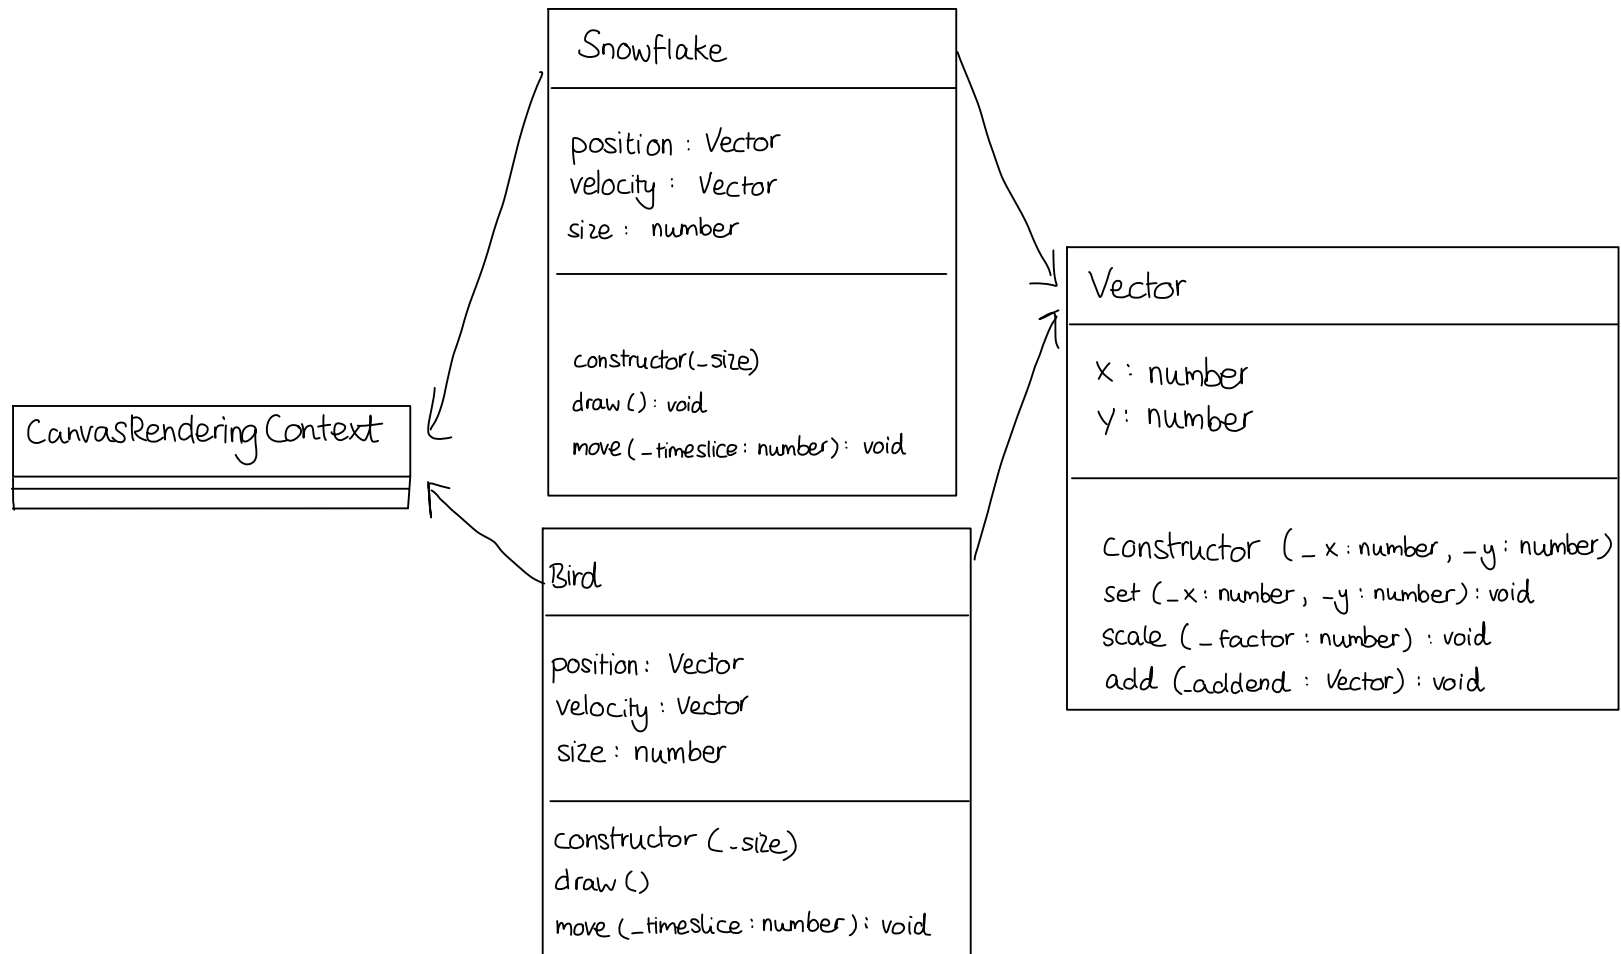 Snowflake
position : Vector
velocity : Vector
size : number
constructor(_size)
draw () : void
move (_timeslice : number) : void
CanvasRenderingContext
Bird
position : Vector
velocity : Vector
size : number
constructor (_size)
draw ()
move (_timeslice : number) : void
Vector
x : number
y : number
constructor (_x : number, _y : number)
set (_x : number, _y : number) : void
scale (_factor : number) : void
add (_addend : Vector) : void